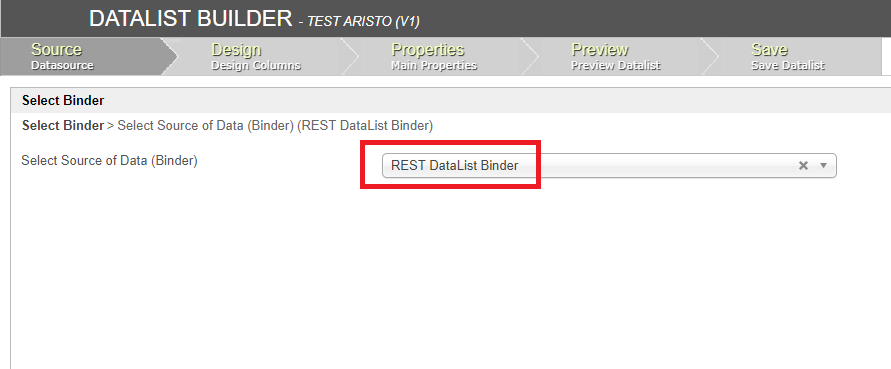 DATALIST BUILDER - TEST ARISTO (V1)
Source Design Properties Preview Save
Datasource Design Columns Main Properties Preview Datalist Save Datalist
Select Binder
Select Binder > Select Source of Data (Binder) (REST DataList Binder)
Select Source of Data (Binder) REST DataList Binder